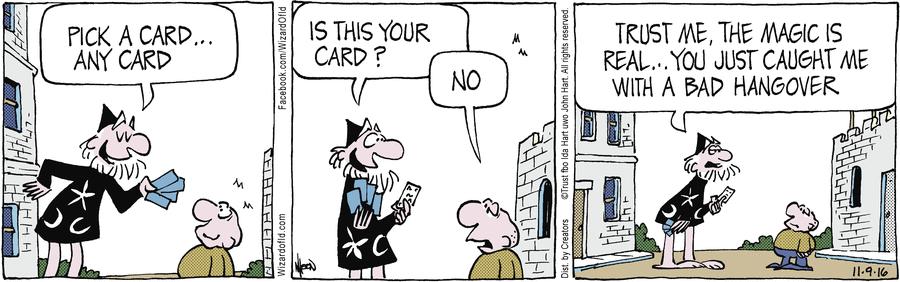 PICK A CARD...
ANY CARD
Facebook.com/WizardOfId
Wizardofid.com
IS THIS YOUR
CARD?
NO
Dist. by Creators ©Trust fbo Ida Hart uwo John Hart. All rights reserved.
TRUST ME, THE MAGIC IS
REAL...YOU JUST CAUGHT ME
WITH A BAD HANGOVER
11.9.16